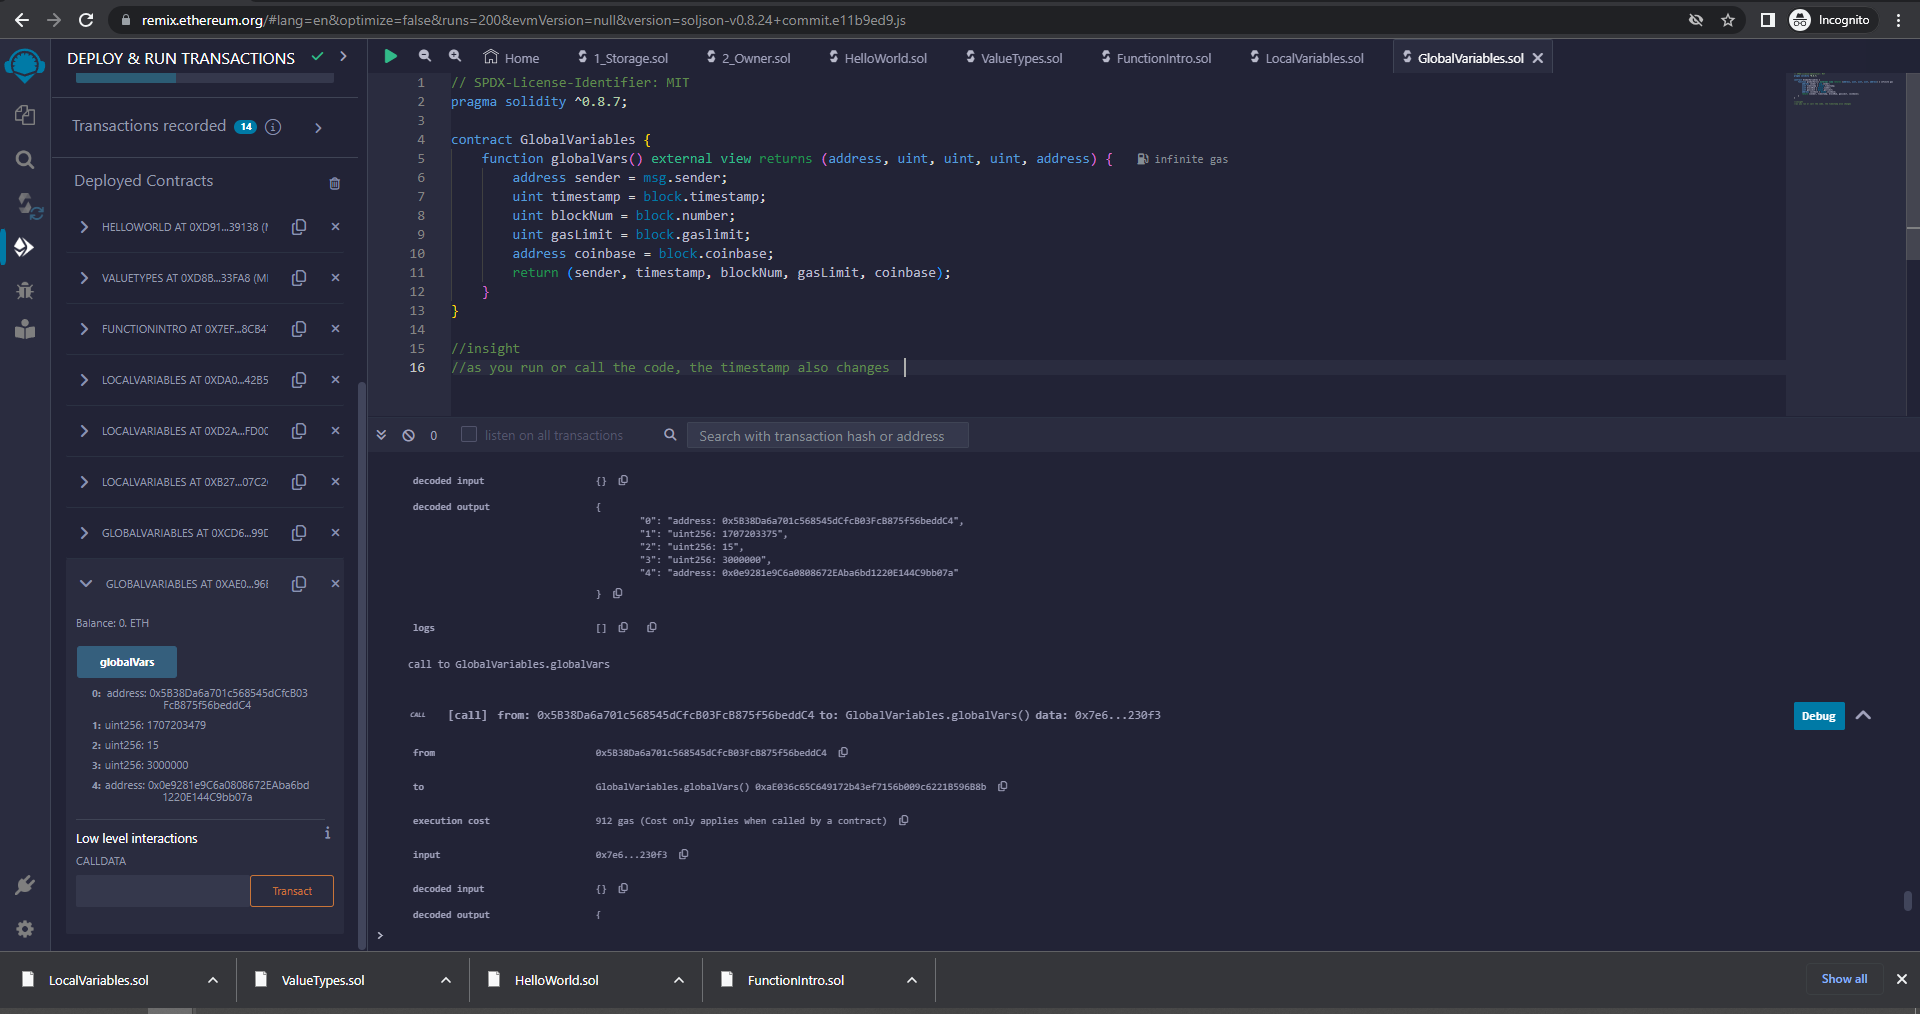 remix.ethereum.org/#lang=en&optimize=false&runs=200&evmVersion=null&version=soljson-v0.8.24+commit.e11b9ed9.js
Incognito
DEPLOY & RUN TRANSACTIONS
Transactions recorded 14 i
Deployed Contracts
HELLOWORLD AT 0XD91...39138 (M
VALUETYPES AT 0XD8B...33FA8 (ME
FUNCTIONINTRO AT 0X7EF...8CB47
LOCALVARIABLES AT 0XDA0...42B5
LOCALVARIABLES AT 0XD2A...FD00
LOCALVARIABLES AT 0XB27...07C2
GLOBALVARIABLES AT 0XCD6...99D
GLOBALVARIABLES AT 0XAE0...96B
Balance: 0. ETH
globalVars
0: address: 0x5B38Da6a701c568545dCfcB03
FcB875f56beddC4
1: uint256: 1707203479
2: uint256: 15
3: uint256: 3000000
4: address: 0x0e9281e9C6a0808672EAba6bd
1220E144C9bb07a
Low level interactions i
CALLDATA
Transact
Home 1_Storage.sol 2_Owner.sol HelloWorld.sol ValueTypes.sol FunctionIntro.sol LocalVariables.sol GlobalVariables.sol
1 // SPDX-License-Identifier: MIT
2 pragma solidity ^0.8.7;
3
4 contract GlobalVariables {
5 function globalVars() external view returns (address, uint, uint, uint, address) { infinite gas
6 address sender = msg.sender;
7 uint timestamp = block.timestamp;
8 uint blockNum = block.number;
9 uint gasLimit = block.gaslimit;
10 address coinbase = block.coinbase;
11 return (sender, timestamp, blockNum, gasLimit, coinbase);
12 }
13 }
14
15 //insight
16 //as you run or call the code, the timestamp also changes
0 listen on all transactions Search with transaction hash or address
decoded input {}
decoded output {
"0": "address: 0x5B38Da6a701c568545dCfcB03FcB875f56beddC4",
"1": "uint256: 1707203375",
"2": "uint256: 15",
"3": "uint256: 3000000",
"4": "address: 0x0e9281e9C6a0808672EAba6bd1220E144C9bb07a"
}
logs []
call to GlobalVariables.globalVars
CALL [call] from: 0x5B38Da6a701c568545dCfcB03FcB875f56beddC4 to: GlobalVariables.globalVars() data: 0x7e6...230f3
Debug
from 0x5B38Da6a701c568545dCfcB03FcB875f56beddC4
to GlobalVariables.globalVars() 0xaE036c65C649172b43ef7156b009c6221B596B8b
execution cost 912 gas (Cost only applies when called by a contract)
input 0x7e6...230f3
decoded input {}
decoded output {
>
LocalVariables.sol ValueTypes.sol HelloWorld.sol FunctionIntro.sol Show all